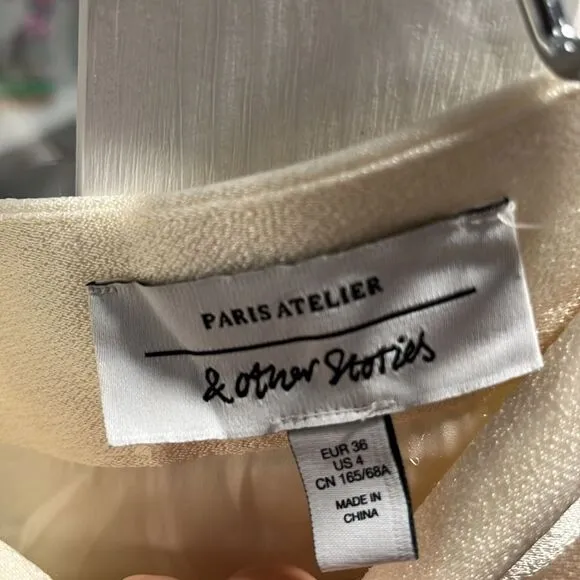 PARIS ATELIER
& other Stories
EUR 36
US 4
CN 165/68A
MADE IN
CHINA